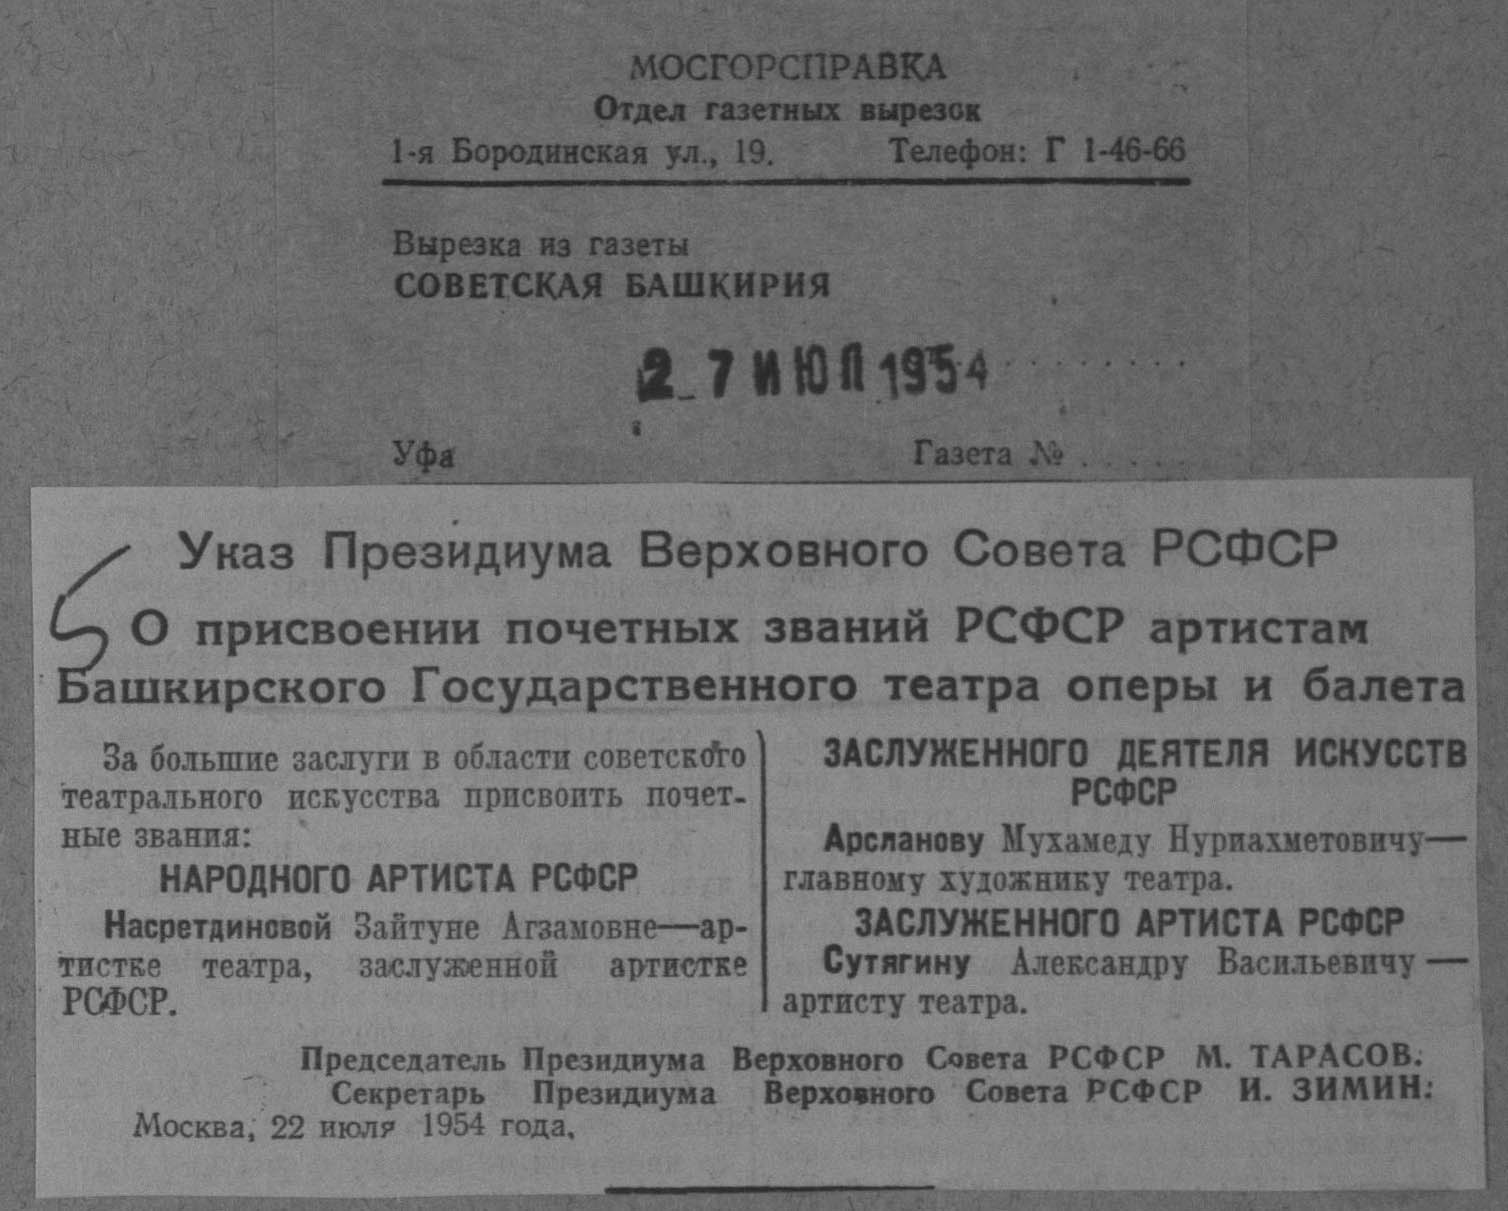 МОСГОРСПРАВКА
Отдел газетных вырезок
1-я Бородинская ул., 19. Телефон: Г 1-46-66
Вырезка из газеты
СОВЕТСКАЯ БАШКИРИЯ
27 ИЮЛ 1954
Уфа Газета № . . . . .
Указ Президиума Верховного Совета РСФСР
О присвоении почетных званий РСФСР артистам
Башкирского Государственного театра оперы и балета
За большие заслуги в области советского
театрального искусства присвоить почет-
ные звания:
НАРОДНОГО АРТИСТА РСФСР
Насретдиновой Зайтуне Агзамовне—ар-
тистке театра, заслуженной артистке
РСФСР.
ЗАСЛУЖЕННОГО ДЕЯТЕЛЯ ИСКУССТВ
РСФСР
Арсланову Мухамеду Нуриахметовичу—
главному художнику театра.
ЗАСЛУЖЕННОГО АРТИСТА РСФСР
Сутягину Александру Васильевичу—
артисту театра.
Председатель Президиума Верховного Совета РСФСР М. ТАРАСОВ.
Секретарь Президиума Верховного Совета РСФСР И. ЗИМИН.
Москва, 22 июля 1954 года.